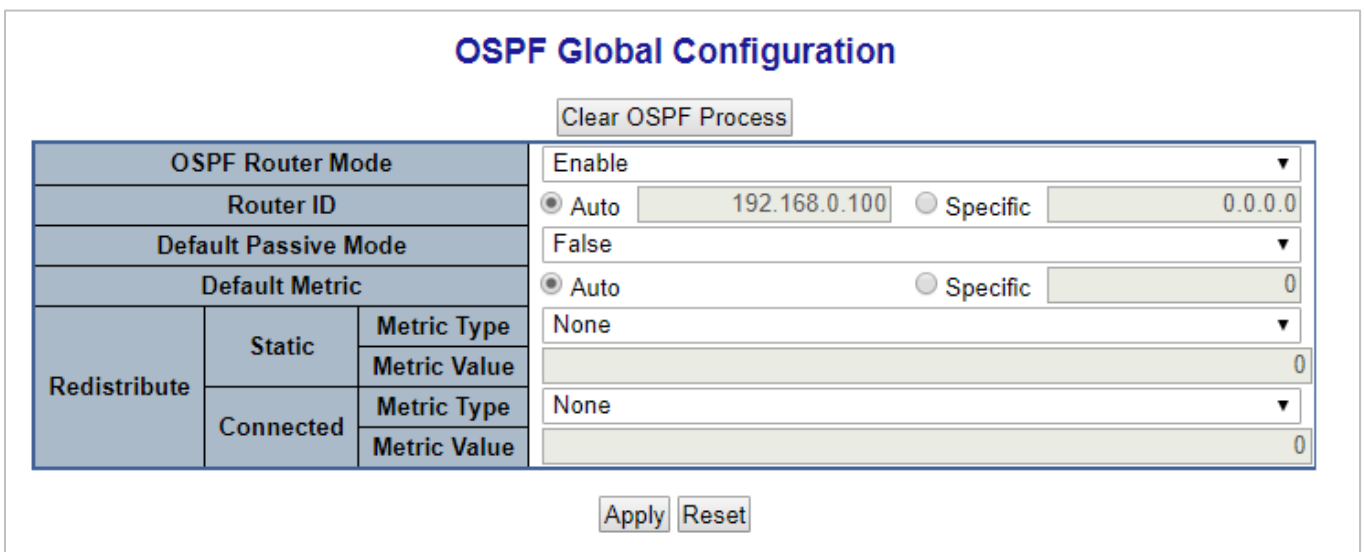 OSPF Global Configuration
Clear OSPF Process
OSPF Router Mode Enable
Router ID Auto 192.168.0.100 Specific 0.0.0.0
Default Passive Mode False
Default Metric Auto Specific 0
Redistribute Static Metric Type None
Metric Value 0
Connected Metric Type None
Metric Value 0
Apply Reset